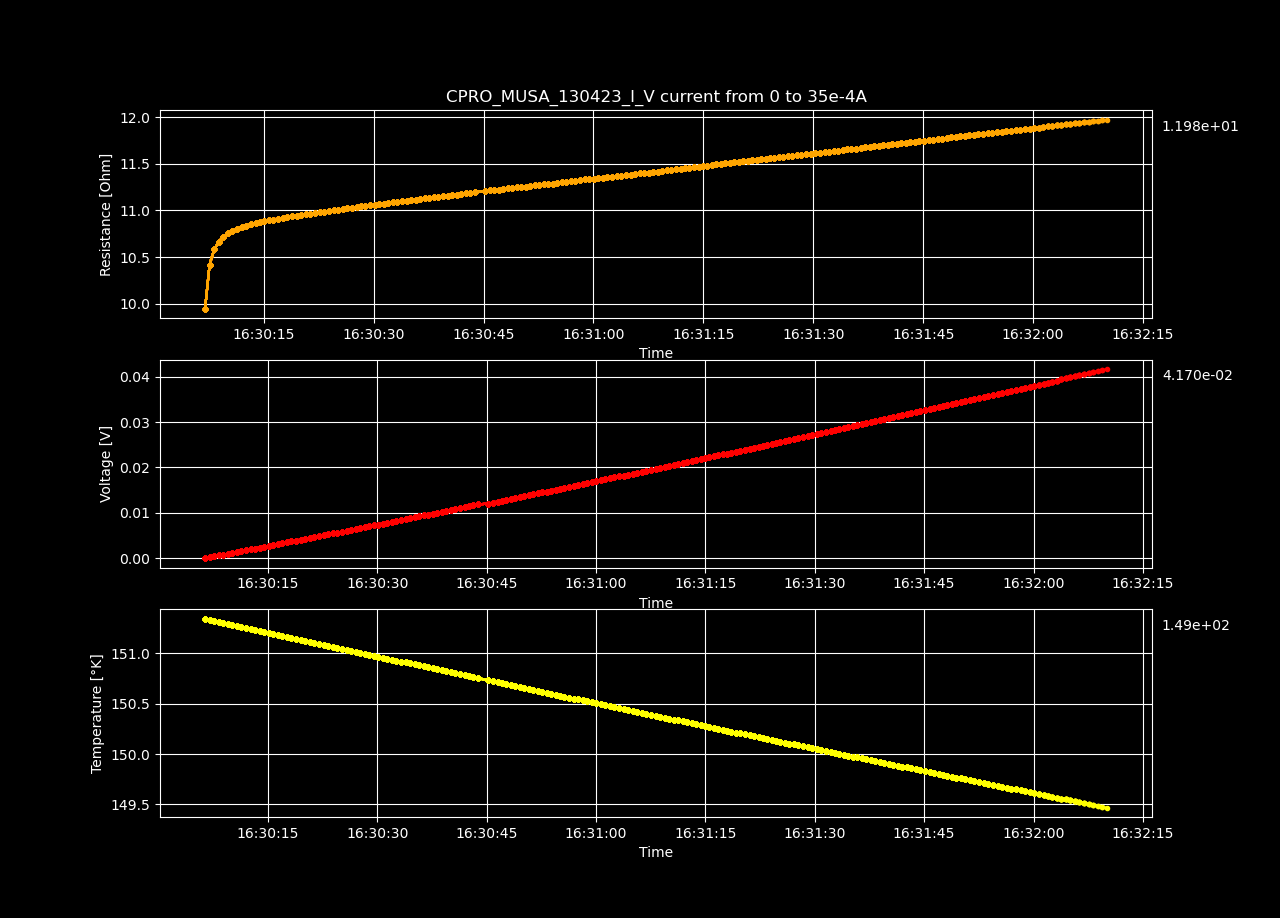 CPRO_MUSA_130423_I_V current from 0 to 35e-4A
1.198e+01
Resistance [Ohm]
12.0
11.5
11.0
10.5
10.0
16:30:15 16:30:30 16:30:45 16:31:00 16:31:15 16:31:30 16:31:45 16:32:00 16:32:15
Time
4.170e-02
Voltage [V]
0.04
0.03
0.02
0.01
0.00
16:30:15 16:30:30 16:30:45 16:31:00 16:31:15 16:31:30 16:31:45 16:32:00 16:32:15
Time
1.49e+02
Temperature [°K]
151.0
150.5
150.0
149.5
16:30:15 16:30:30 16:30:45 16:31:00 16:31:15 16:31:30 16:31:45 16:32:00 16:32:15
Time